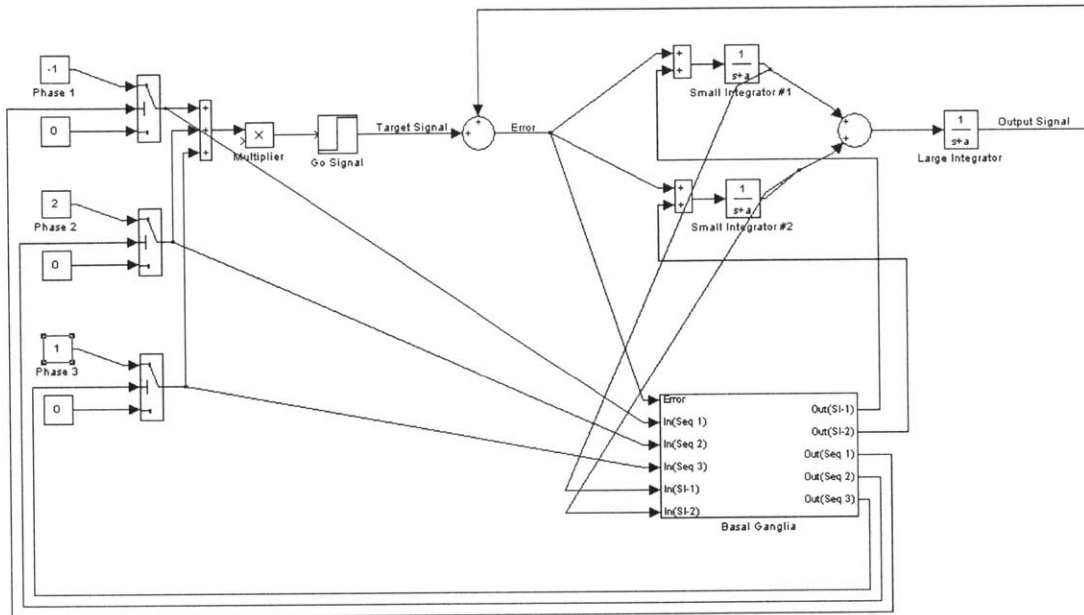 -1
Phase 1
0
2
Phase 2
0
1
Phase 3
0
+
+
+
×
Multiplier
Go Signal
Target Signal
+
+
Error
+
+
1
s+a
Small Integrator #1
+
+
1
s+a
Small Integrator #2
+
+
1
s+a
Large Integrator
Output Signal
Error
In(Seq 1)
In(Seq 2)
In(Seq 3)
In(SI-1)
In(SI-2)
Out(SI-1)
Out(SI-2)
Out(Seq 1)
Out(Seq 2)
Out(Seq 3)
Basal Ganglia